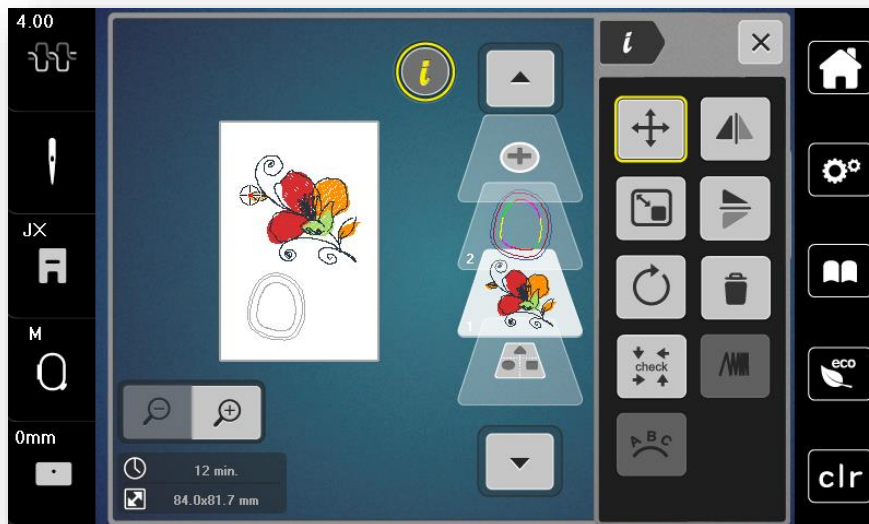 4.00
JX
M
0mm
i
2
1
12 min.
84.0x81.7 mm
i
check
ABC
eco
clr